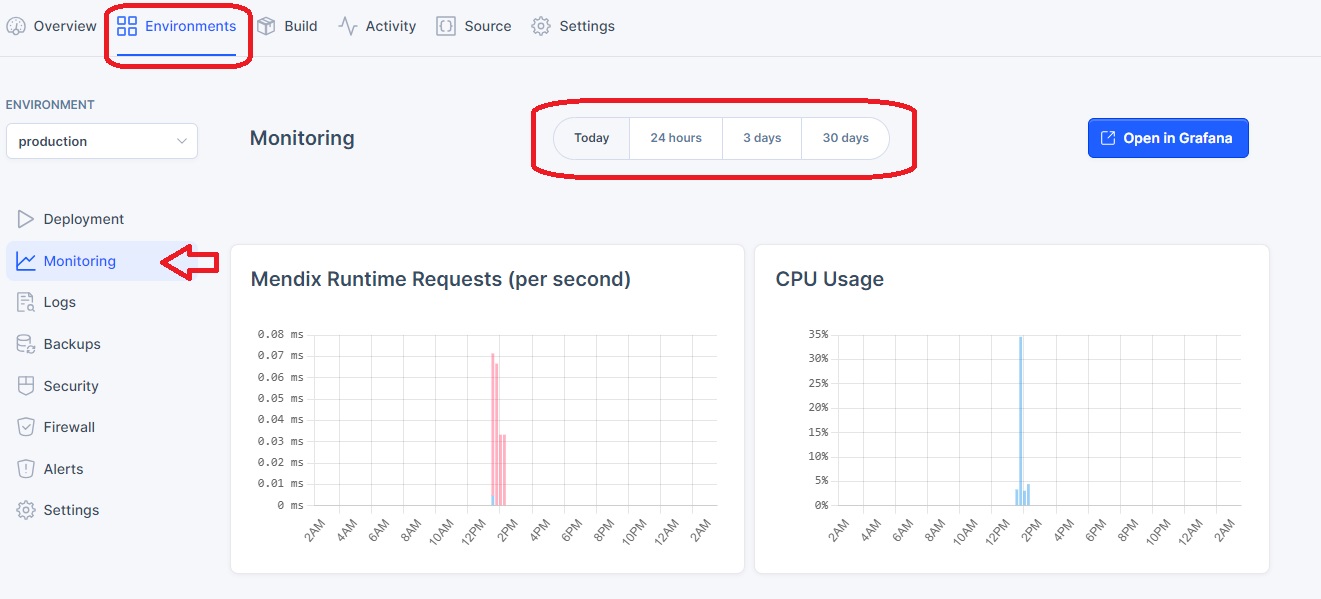 Overview Environments Build Activity Source Settings
ENVIRONMENT
production
Monitoring
Today 24 hours 3 days 30 days
Open in Grafana
Deployment
Monitoring
Logs
Backups
Security
Firewall
Alerts
Settings
Mendix Runtime Requests (per second)
0.08 ms
0.07 ms
0.06 ms
0.05 ms
0.04 ms
0.03 ms
0.02 ms
0.01 ms
0 ms
2AM 4AM 6AM 8AM 10AM 12PM 2PM 4PM 6PM 8PM 10PM 12AM 2AM
CPU Usage
35%
30%
25%
20%
15%
10%
5%
0%
2AM 4AM 6AM 8AM 10AM 12PM 2PM 4PM 6PM 8PM 10PM 12AM 2AM